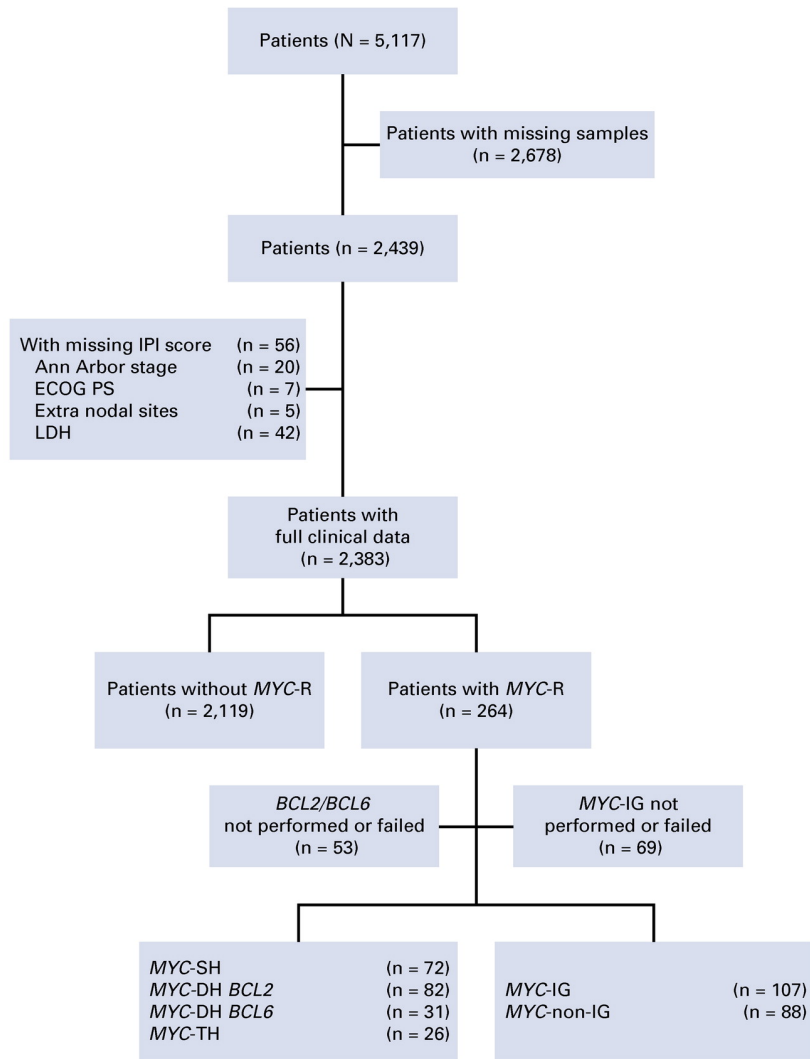 Patients (N = 5,117)
Patients with missing samples
(n = 2,678)
Patients (n = 2,439)
With missing IPI score (n = 56)
Ann Arbor stage (n = 20)
ECOG PS (n = 7)
Extra nodal sites (n = 5)
LDH (n = 42)
Patients with
full clinical data
(n = 2,383)
Patients without MYC-R
(n = 2,119)
Patients with MYC-R
(n = 264)
BCL2/BCL6
not performed or failed
(n = 53)
MYC-IG not
performed or failed
(n = 69)
MYC-SH (n = 72)
MYC-DH BCL2 (n = 82)
MYC-DH BCL6 (n = 31)
MYC-TH (n = 26)
MYC-IG (n = 107)
MYC-non-IG (n = 88)